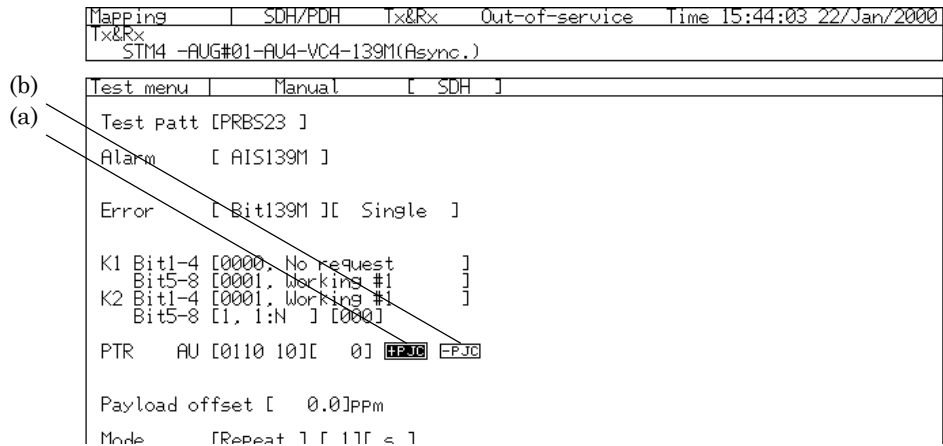 Mapping | SDH/PDH Tx&Rx Out-of-service Time 15:44:03 22/Jan/2000
Tx&Rx
STM4 -AUG#01-AU4-VC4-139M(Async.)
(b)
Test menu | Manual [ SDH ]
(a)
Test patt [PRBS23 ]
Alarm [ AIS139M ]
Error [ Bit139M ][ Single ]
K1 Bit1-4 [0000, No request ]
Bit5-8 [0001, Working #1 ]
K2 Bit1-4 [0001, Working #1 ]
Bit5-8 [1, 1:N ] [000]
PTR AU [0110 10][ 0] +PJC -PJC
Payload offset [ 0.0]ppm
Mode [Repeat ] [ 1][ s ]